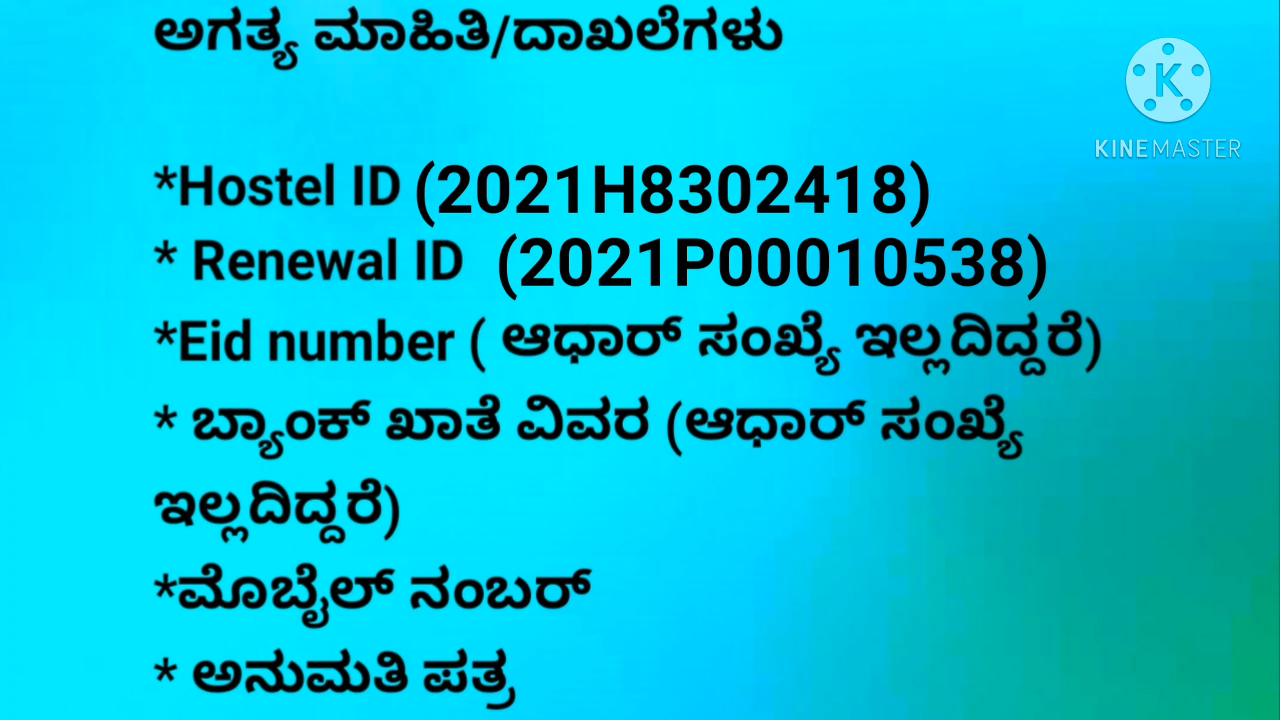 ಅಗತ್ಯ ಮಾಹಿತಿ/ದಾಖಲೆಗಳು
K
KINEMASTER
*Hostel ID (2021H8302418)
* Renewal ID (2021P00010538)
*Eid number ( ಆಧಾರ್ ಸಂಖ್ಯೆ ಇಲ್ಲದಿದ್ದರೆ)
* ಬ್ಯಾಂಕ್ ಖಾತೆ ವಿವರ (ಆಧಾರ್ ಸಂಖ್ಯೆ
ಇಲ್ಲದಿದ್ದರೆ)
*ಮೊಬೈಲ್ ನಂಬರ್
* ಅನುಮತಿ ಪತ್ರ